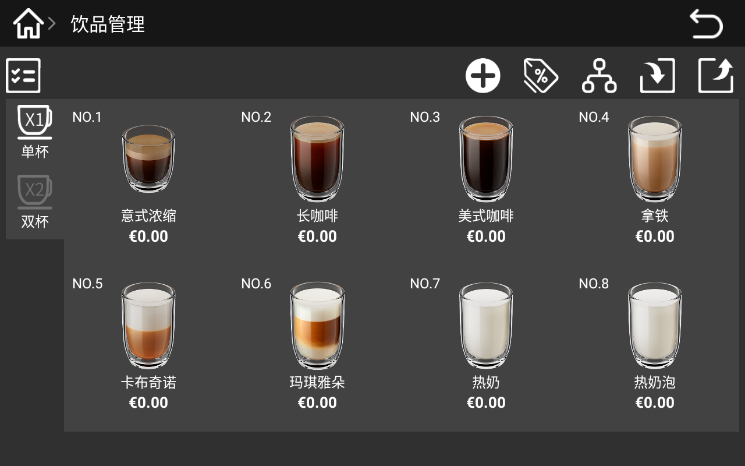 饮品管理
%
X1
单杯
X2
双杯
NO.1
意式浓缩
€0.00
NO.2
长咖啡
€0.00
NO.3
美式咖啡
€0.00
NO.4
拿铁
€0.00
NO.5
卡布奇诺
€0.00
NO.6
玛琪雅朵
€0.00
NO.7
热奶
€0.00
NO.8
热奶泡
€0.00